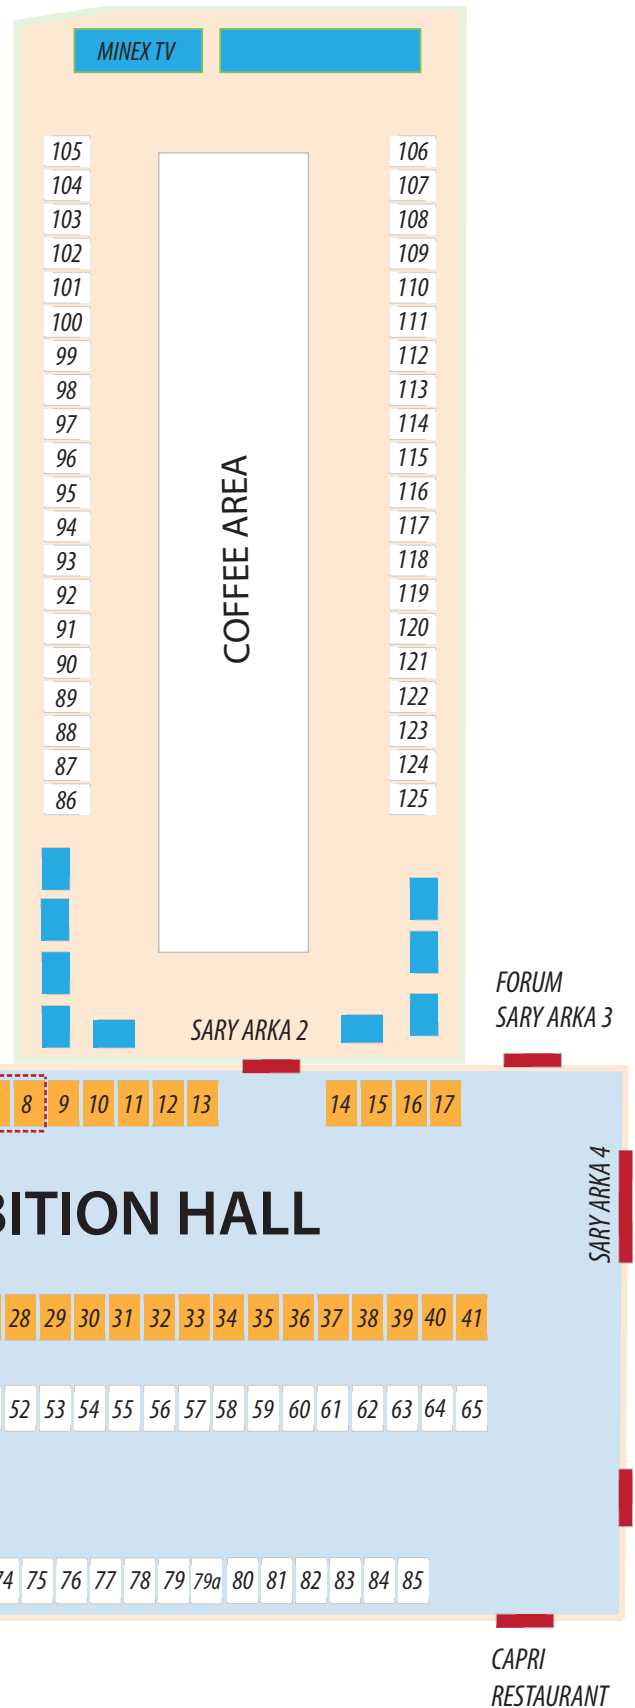 MINEX TV
105 106
104 107
103 108
102 109
101 110
100 111
99 112
98 113
97 114
96 115
95 116
94 117
93 118
92 119
91 120
90 121
89 122
88 123
87 124
86 125
COFFEE AREA
SARY ARKA 2
FORUM
SARY ARKA 3
8 9 10 11 12 13 14 15 16 17
SARY ARKA 4
BITION HALL
28 29 30 31 32 33 34 35 36 37 38 39 40 41
52 53 54 55 56 57 58 59 60 61 62 63 64 65
74 75 76 77 78 79 79a 80 81 82 83 84 85
CAPRI
RESTAURANT